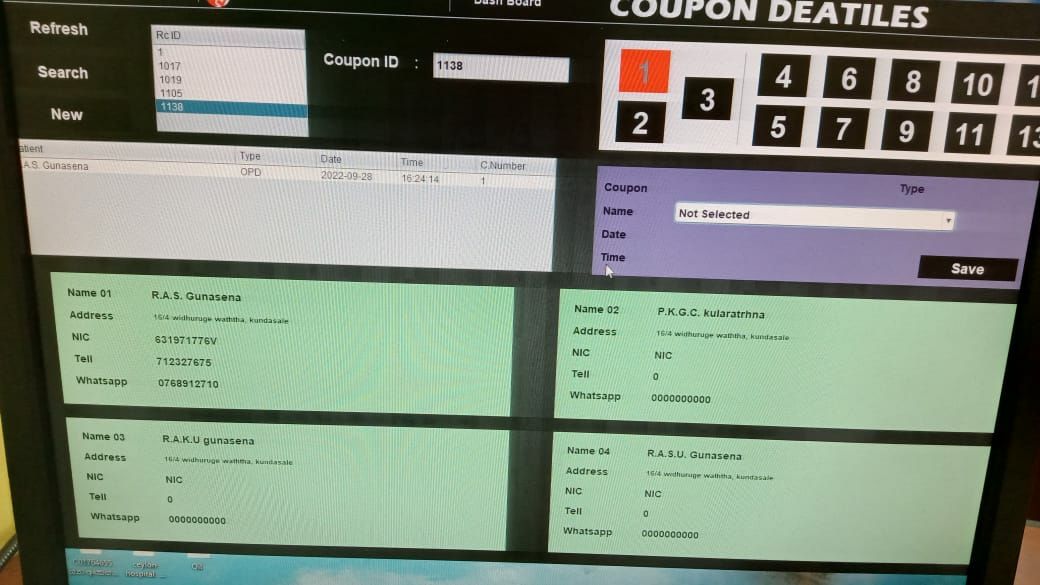 Dash Board
COUPON DEATILES
Refresh
Search
New
RcID
1
1017
1019
1105
1138
Coupon ID : 1138
1
2
3
4
5
6
7
8
9
10
11
13
atient Type Date Time C.Number
A.S. Gunasena OPD 2022-09-28 16:24:14 1
Coupon Type
Name Not Selected
Date
Time
Save
Name 01 R.A.S. Gunasena
Address 16/4 widhuruge waththa, kundasale
NIC 631971776V
Tell 712327675
Whatsapp 0768912710
Name 02 P.K.G.C. kularatrhna
Address 16/4 widhuruge waththa, kundasale
NIC NIC
Tell 0
Whatsapp 0000000000
Name 03 R.A.K.U gunasena
Address 16/4 widhuruge waththa, kundasale
NIC NIC
Tell 0
Whatsapp 0000000000
Name 04 R.A.S.U. Gunasena
Address 16/4 widhuruge waththa, kundasale
NIC NIC
Tell 0
Whatsapp 0000000000
ceylon-
hospital_...